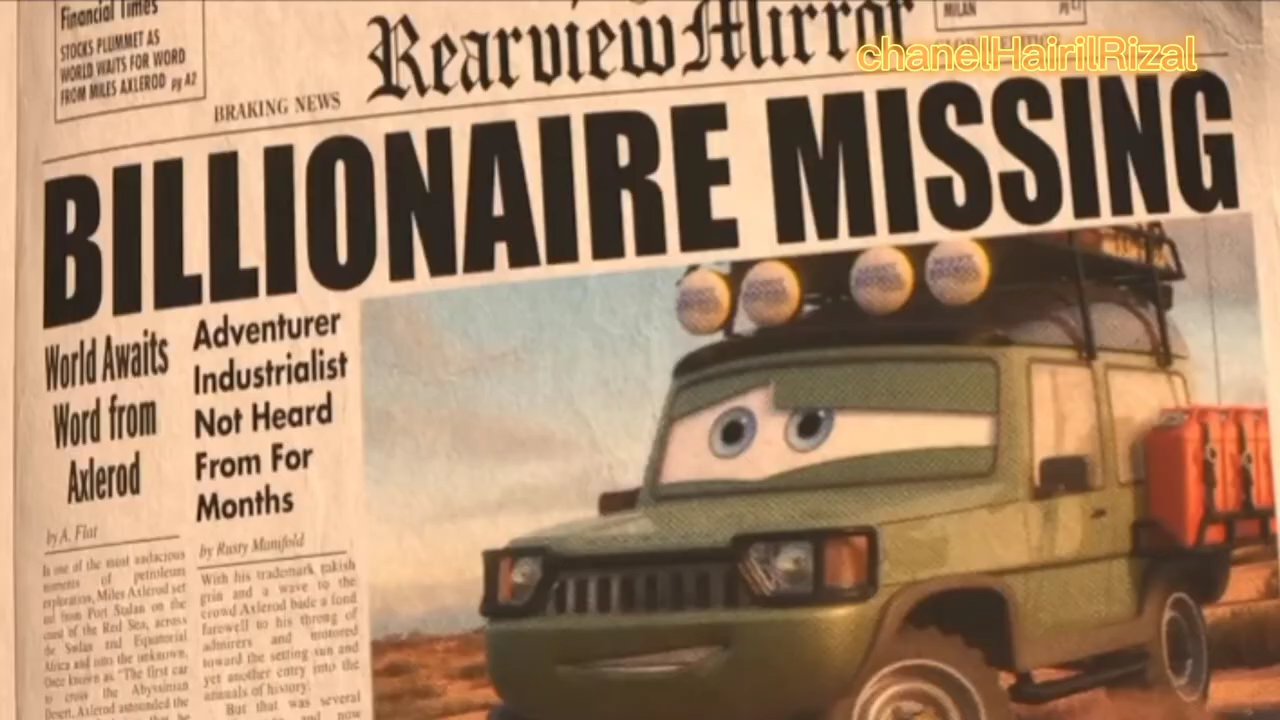 Financial Times
STOCKS PLUMMET AS
WORLD WAITS FOR WORD
FROM MILES AXLEROD pg A2
MILAN
Rearview Mirror
chanelHairilRizal
BRAKING NEWS
BILLIONAIRE MISSING
World Awaits
Word from
Axlerod
by A. Flat
In one of the most audacious
moments of petroleum
exploration, Miles Axlerod set
out from Port Sudan on the
coast of the Red Sea, across
the Sudan and Equatorial
Africa and into the unknown.
Once known as "The first car
to cross the Abyssinian
Desert, Axlerod astounded the
Adventurer
Industrialist
Not Heard
From For
Months
by Rusty Manifold
With his trademark rakish
grin and a wave to the
crowd Axlerod bade a fond
farewell to his throng of
admirers and motored
toward the setting sun and
yet another entry into the
annals of history.
But that was several
and now